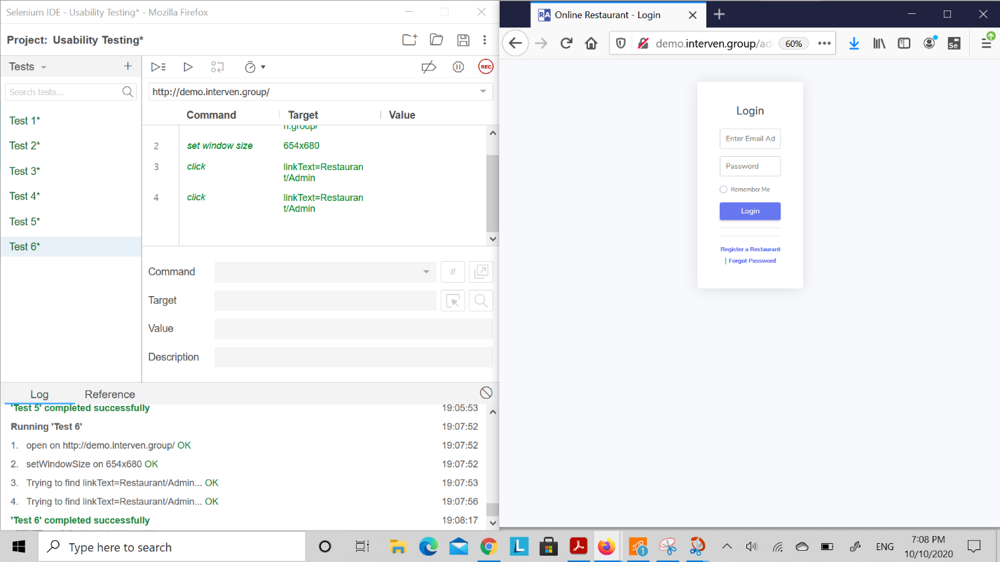 Selenium IDE - Usability Testing* - Mozilla Firefox
Project: Usability Testing*
Tests
Search tests...
Test 1*
Test 2*
Test 3*
Test 4*
Test 5*
Test 6*
REC
http://demo.interven.group/
Command Target Value
n.group/
2 set window size 654x680
3 click linkText=Restauran
t/Admin
4 click linkText=Restauran
t/Admin
Command
//
Target
Value
Description
Log Reference
'Test 5' completed successfully 19:05:53
Running 'Test 6' 19:07:52
1. open on http://demo.interven.group/ OK 19:07:52
2. setWindowSize on 654x680 OK 19:07:52
3. Trying to find linkText=Restaurant/Admin... OK 19:07:53
4. Trying to find linkText=Restaurant/Admin... OK 19:07:56
'Test 6' completed successfully 19:08:17
RA Online Restaurant - Login
demo.interven.group/ad 60%
Se
Login
Enter Email Ad
Password
Remember Me
Login
Register a Restaurant
| Forgot Password
Type here to search
L
1
ENG
7:08 PM
10/10/2020